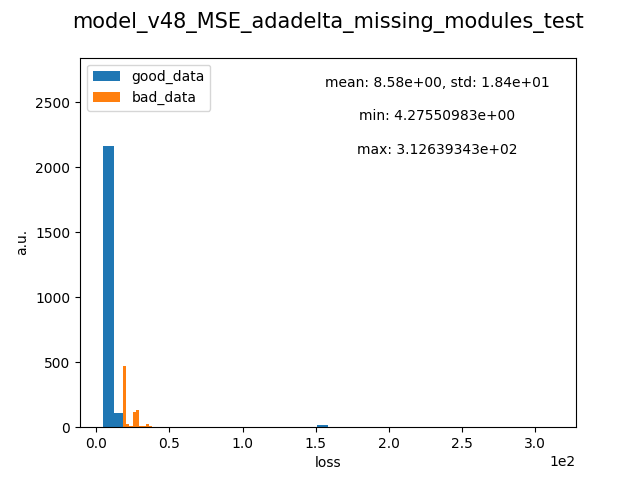 model_v48_MSE_adadelta_missing_modules_test
good_data
bad_data
mean: 8.58e+00, std: 1.84e+01
min: 4.27550983e+00
max: 3.12639343e+02
a.u.
2500
2000
1500
1000
500
0
0.0 0.5 1.0 1.5 2.0 2.5 3.0
loss
1e2